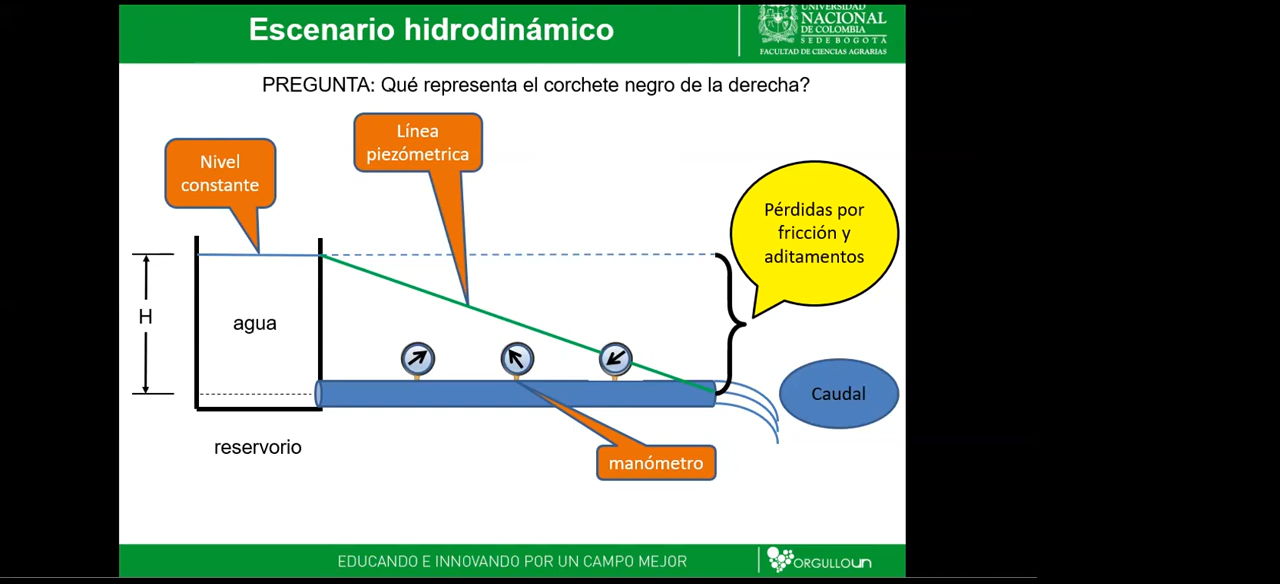 Escenario hidrodinámico
UNIVERSIDAD
NACIONAL
DE COLOMBIA
SEDE BOGOTÁ
FACULTAD DE CIENCIAS AGRARIAS
PREGUNTA: Qué representa el corchete negro de la derecha?
Línea
piezómetrica
Nivel
constante
Pérdidas por
fricción y
aditamentos
H
agua
Caudal
reservorio
manómetro
EDUCANDO E INNOVANDO POR UN CAMPO MEJOR
ORGULLOUN